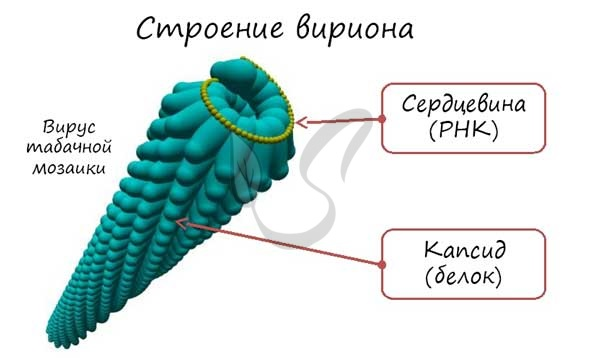 Строение вириона
Вирус
табачной
мозаики
Сердцевина
(РНК)
Капсид
(белок)